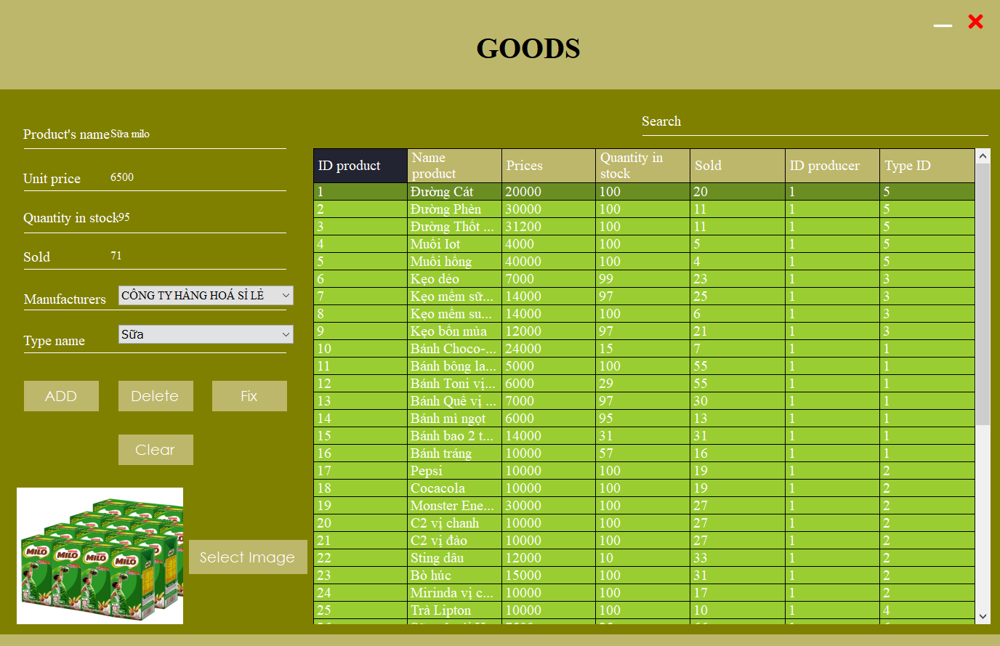 GOODS
Search
Product's name Sữa milo
Unit price 6500
Quantity in stock 95
Sold 71
Manufacturers CÔNG TY HÀNG HOÁ SỈ LẺ
Type name Sữa
ADD Delete Fix
Clear
MILO MILO MILO MILO
Select Image
ID product Name product Prices Quantity in stock Sold ID producer Type ID
1 Đường Cát 20000 100 20 1 5
2 Đường Phèn 30000 100 11 1 5
3 Đường Thốt ... 31200 100 11 1 5
4 Muối Iot 4000 100 5 1 5
5 Muối hồng 40000 100 4 1 5
6 Kẹo dẻo 7000 99 23 1 3
7 Kẹo mềm sữ... 14000 97 25 1 3
8 Kẹo mềm su... 14000 100 6 1 3
9 Kẹo bốn mùa 12000 97 21 1 3
10 Bánh Choco-... 24000 15 7 1 1
11 Bánh bông la... 5000 100 55 1 1
12 Bánh Toni vị... 6000 29 55 1 1
13 Bánh Quế vị ... 7000 97 30 1 1
14 Bánh mì ngọt 6000 95 13 1 1
15 Bánh bao 2 t... 14000 31 31 1 1
16 Bánh tráng 10000 57 16 1 1
17 Pepsi 10000 100 19 1 2
18 Cocacola 10000 100 19 1 2
19 Monster Ene... 30000 100 27 1 2
20 C2 vị chanh 10000 100 27 1 2
21 C2 vị đào 10000 100 27 1 2
22 Sting dâu 12000 10 33 1 2
23 Bò húc 15000 100 31 1 2
24 Mirinda vị c... 10000 100 17 1 2
25 Trà Lipton 10000 100 10 1 4